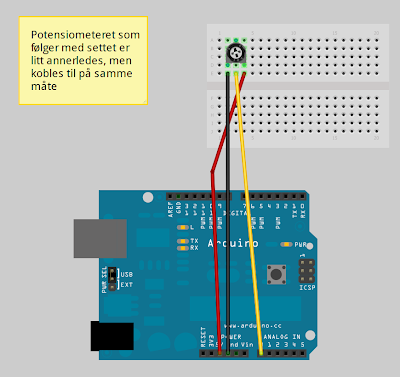 Potensiometeret som
følger med settet er
litt annerledes, men
kobles til på samme
måte
AREF
GND
13
12
11
10
9
8
7
6
5
4
3
2
TX 1
RX 0
PWM
PWM
PWM
PWM
PWM
PWM
DIGITAL
L
TX
RX
Arduino
PWR
USB
EXT
PWR SEL
1
ICSP
www.arduino.cc
POWER
ANALOG IN
RESET
3V3
5V
Gnd
Vin
0 1 2 3 4 5